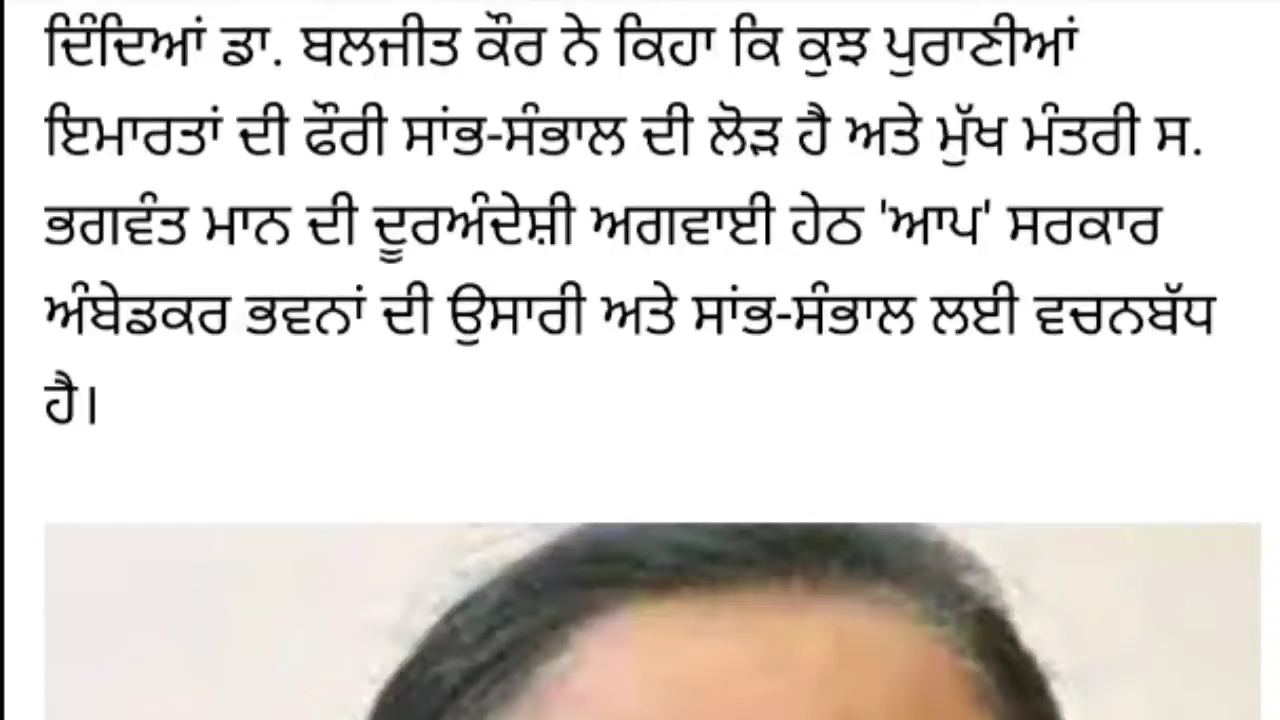 ਦਿੰਦਿਆਂ ਡਾ. ਬਲਜੀਤ ਕੌਰ ਨੇ ਕਿਹਾ ਕਿ ਕੁਝ ਪੁਰਾਣੀਆਂ
ਇਮਾਰਤਾਂ ਦੀ ਫੌਰੀ ਸਾਂਭ-ਸੰਭਾਲ ਦੀ ਲੋੜ ਹੈ ਅਤੇ ਮੁੱਖ ਮੰਤਰੀ ਸ.
ਭਗਵੰਤ ਮਾਨ ਦੀ ਦੂਰਅੰਦੇਸ਼ੀ ਅਗਵਾਈ ਹੇਠ 'ਆਪ' ਸਰਕਾਰ
ਅੰਬੇਡਕਰ ਭਵਨਾਂ ਦੀ ਉਸਾਰੀ ਅਤੇ ਸਾਂਭ-ਸੰਭਾਲ ਲਈ ਵਚਨਬੱਧ
ਹੈ।